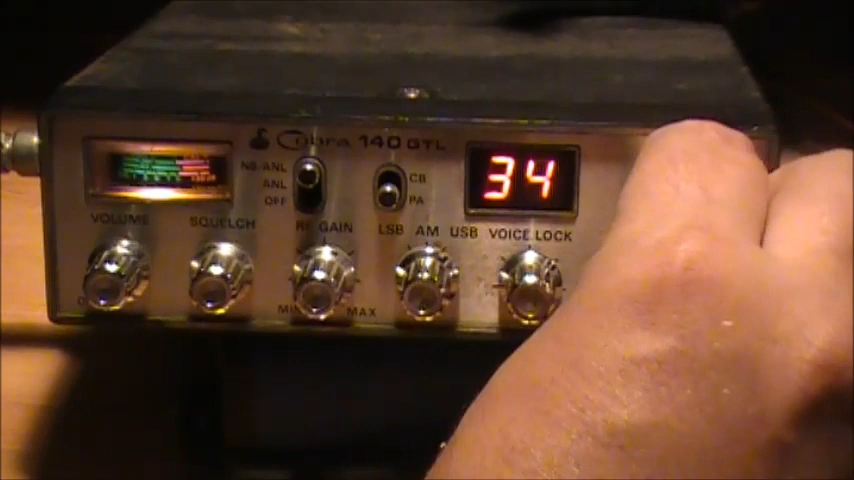 Cobra 140 GTL
NB/ANL
ANL
OFF
CB
PA
34
VOLUME SQUELCH RF GAIN LSB AM USB VOICE LOCK
MAX